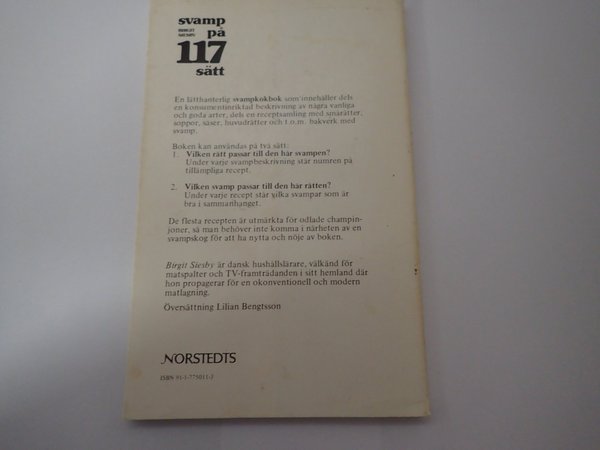 svamp
på
117
sätt
En lätthanterlig svampkokbok som innehåller dels
en konsumentinriktad beskrivning av några vanliga
och goda arter, dels en receptsamling med smårätter,
soppor, såser, huvudrätter och t.o.m. bakverk med
svamp.
Boken kan användas på två sätt:
1. Vilken rätt passar till den här svampen?
Under varje svampbeskrivning står numren på
tillämpliga recept.
2. Vilken svamp passar till den här rätten?
Under varje recept står vilka svampar som är
bra i sammanhanget.
De flesta recepten är utmärkta för odlade champin-
joner, så man behöver inte komma i närheten av en
svampskog för att ha nytta och nöje av boken.
Birgit Siesby är dansk hushållslärare, välkänd för
matspalter och TV-framträdanden i sitt hemland där
hon propagerar för en okonventionell och modern
matlagning.
Översättning Lilian Bengtsson
NORSTEDTS
ISBN 91-1-775011-3